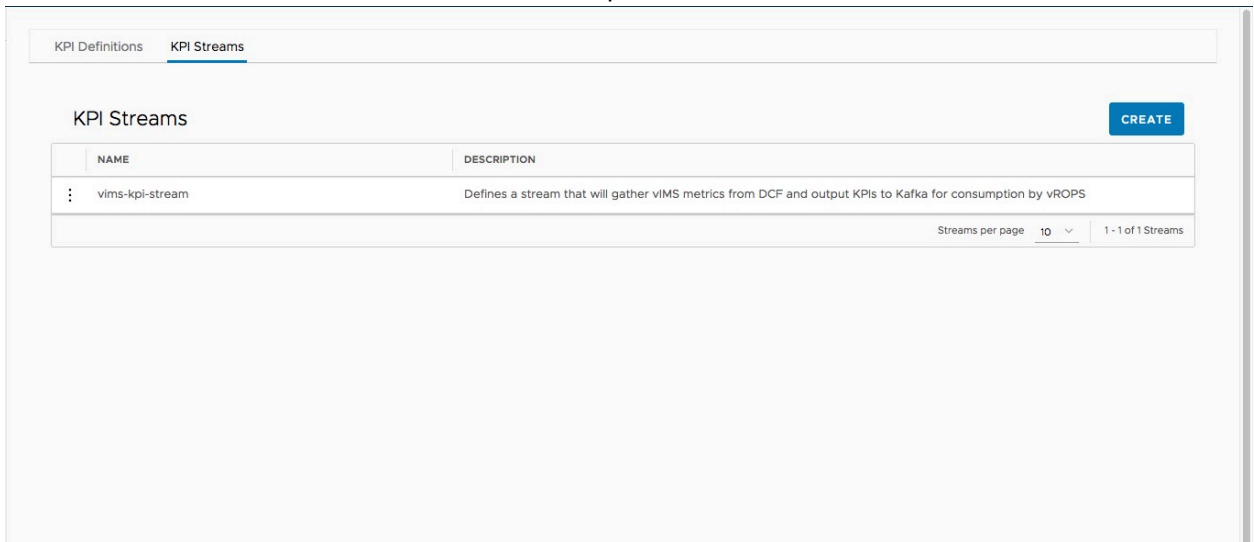 KPI Definitions KPI Streams
KPI Streams
CREATE
NAME DESCRIPTION
vims-kpi-stream Defines a stream that will gather vIMS metrics from DCF and output KPIs to Kafka for consumption by vROPS
Streams per page 10 1 - 1 of 1 Streams